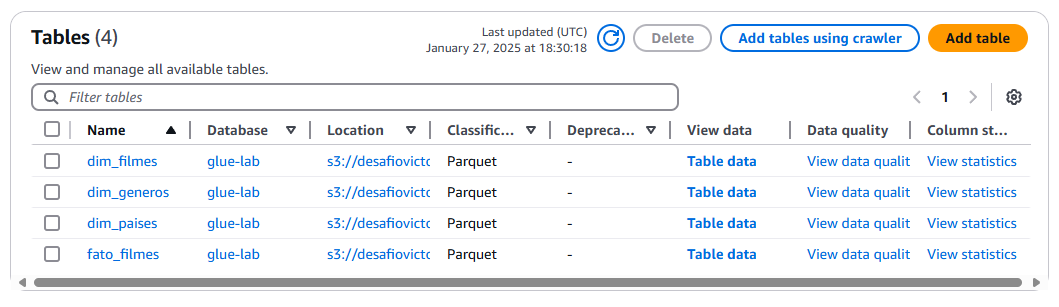 Tables (4)
Last updated (UTC)
January 27, 2025 at 18:30:18
Delete
Add tables using crawler
Add table
View and manage all available tables.
Filter tables
1
Name Database Location Classific... Depreca... View data Data quality Column st...
dim_filmes glue-lab s3://desafiovicto Parquet - Table data View data qualit View statistics
dim_generos glue-lab s3://desafiovicto Parquet - Table data View data qualit View statistics
dim_paises glue-lab s3://desafiovicto Parquet - Table data View data qualit View statistics
fato_filmes glue-lab s3://desafiovicto Parquet - Table data View data qualit View statistics